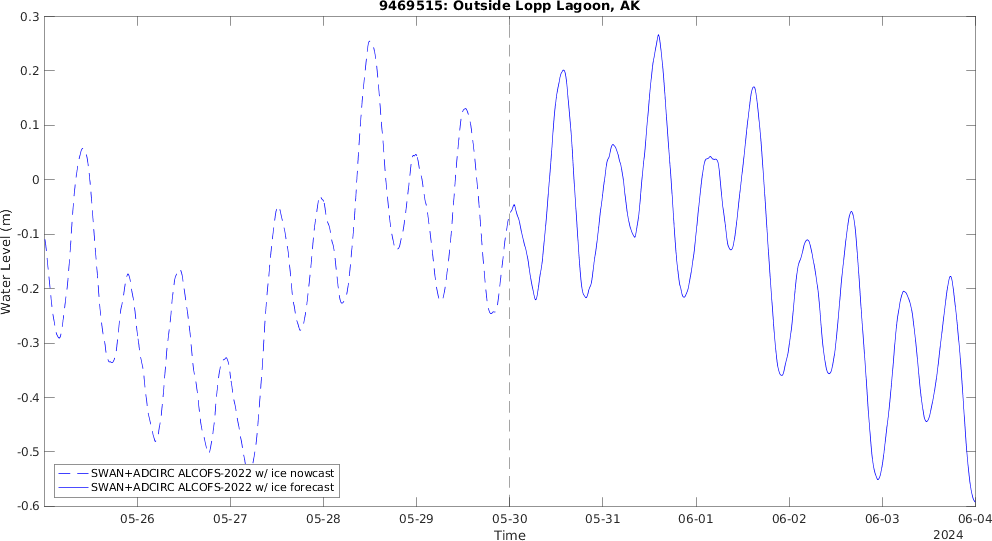 9469515: Outside Lopp Lagoon, AK
0.3
0.2
0.1
0
-0.1
-0.2
-0.3
-0.4
-0.5
-0.6
Water Level (m)
SWAN+ADCIRC ALCOFS-2022 w/ ice nowcast
SWAN+ADCIRC ALCOFS-2022 w/ ice forecast
05-26 05-27 05-28 05-29 05-30 05-31 06-01 06-02 06-03 06-04
Time
2024